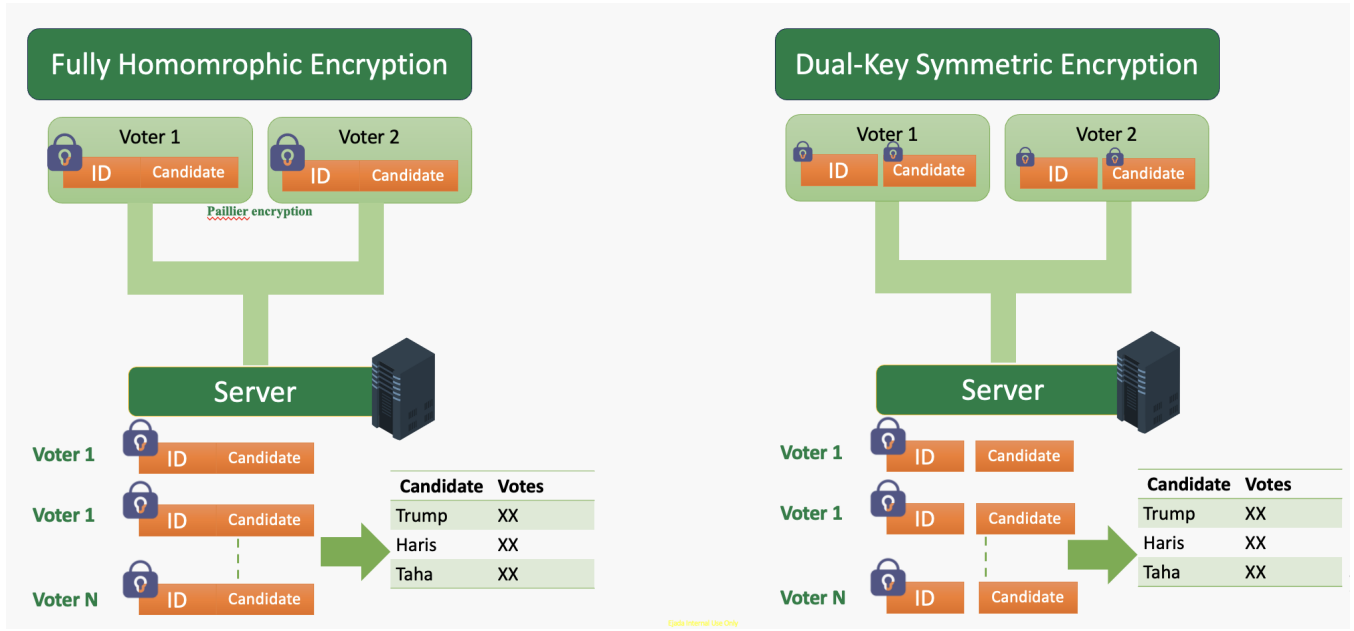 Fully Homomrophic Encryption
Voter 1
ID
Candidate
Voter 2
ID
Candidate
Paillier encryption
Server
Voter 1
ID
Candidate
Voter 1
ID
Candidate
Voter N
ID
Candidate
Candidate Votes
Trump XX
Haris XX
Taha XX
Dual-Key Symmetric Encryption
Voter 1
ID
Candidate
Voter 2
ID
Candidate
Server
Voter 1
ID
Candidate
Voter 1
ID
Candidate
Voter N
ID
Candidate
Candidate Votes
Trump XX
Haris XX
Taha XX
Internal Use Only